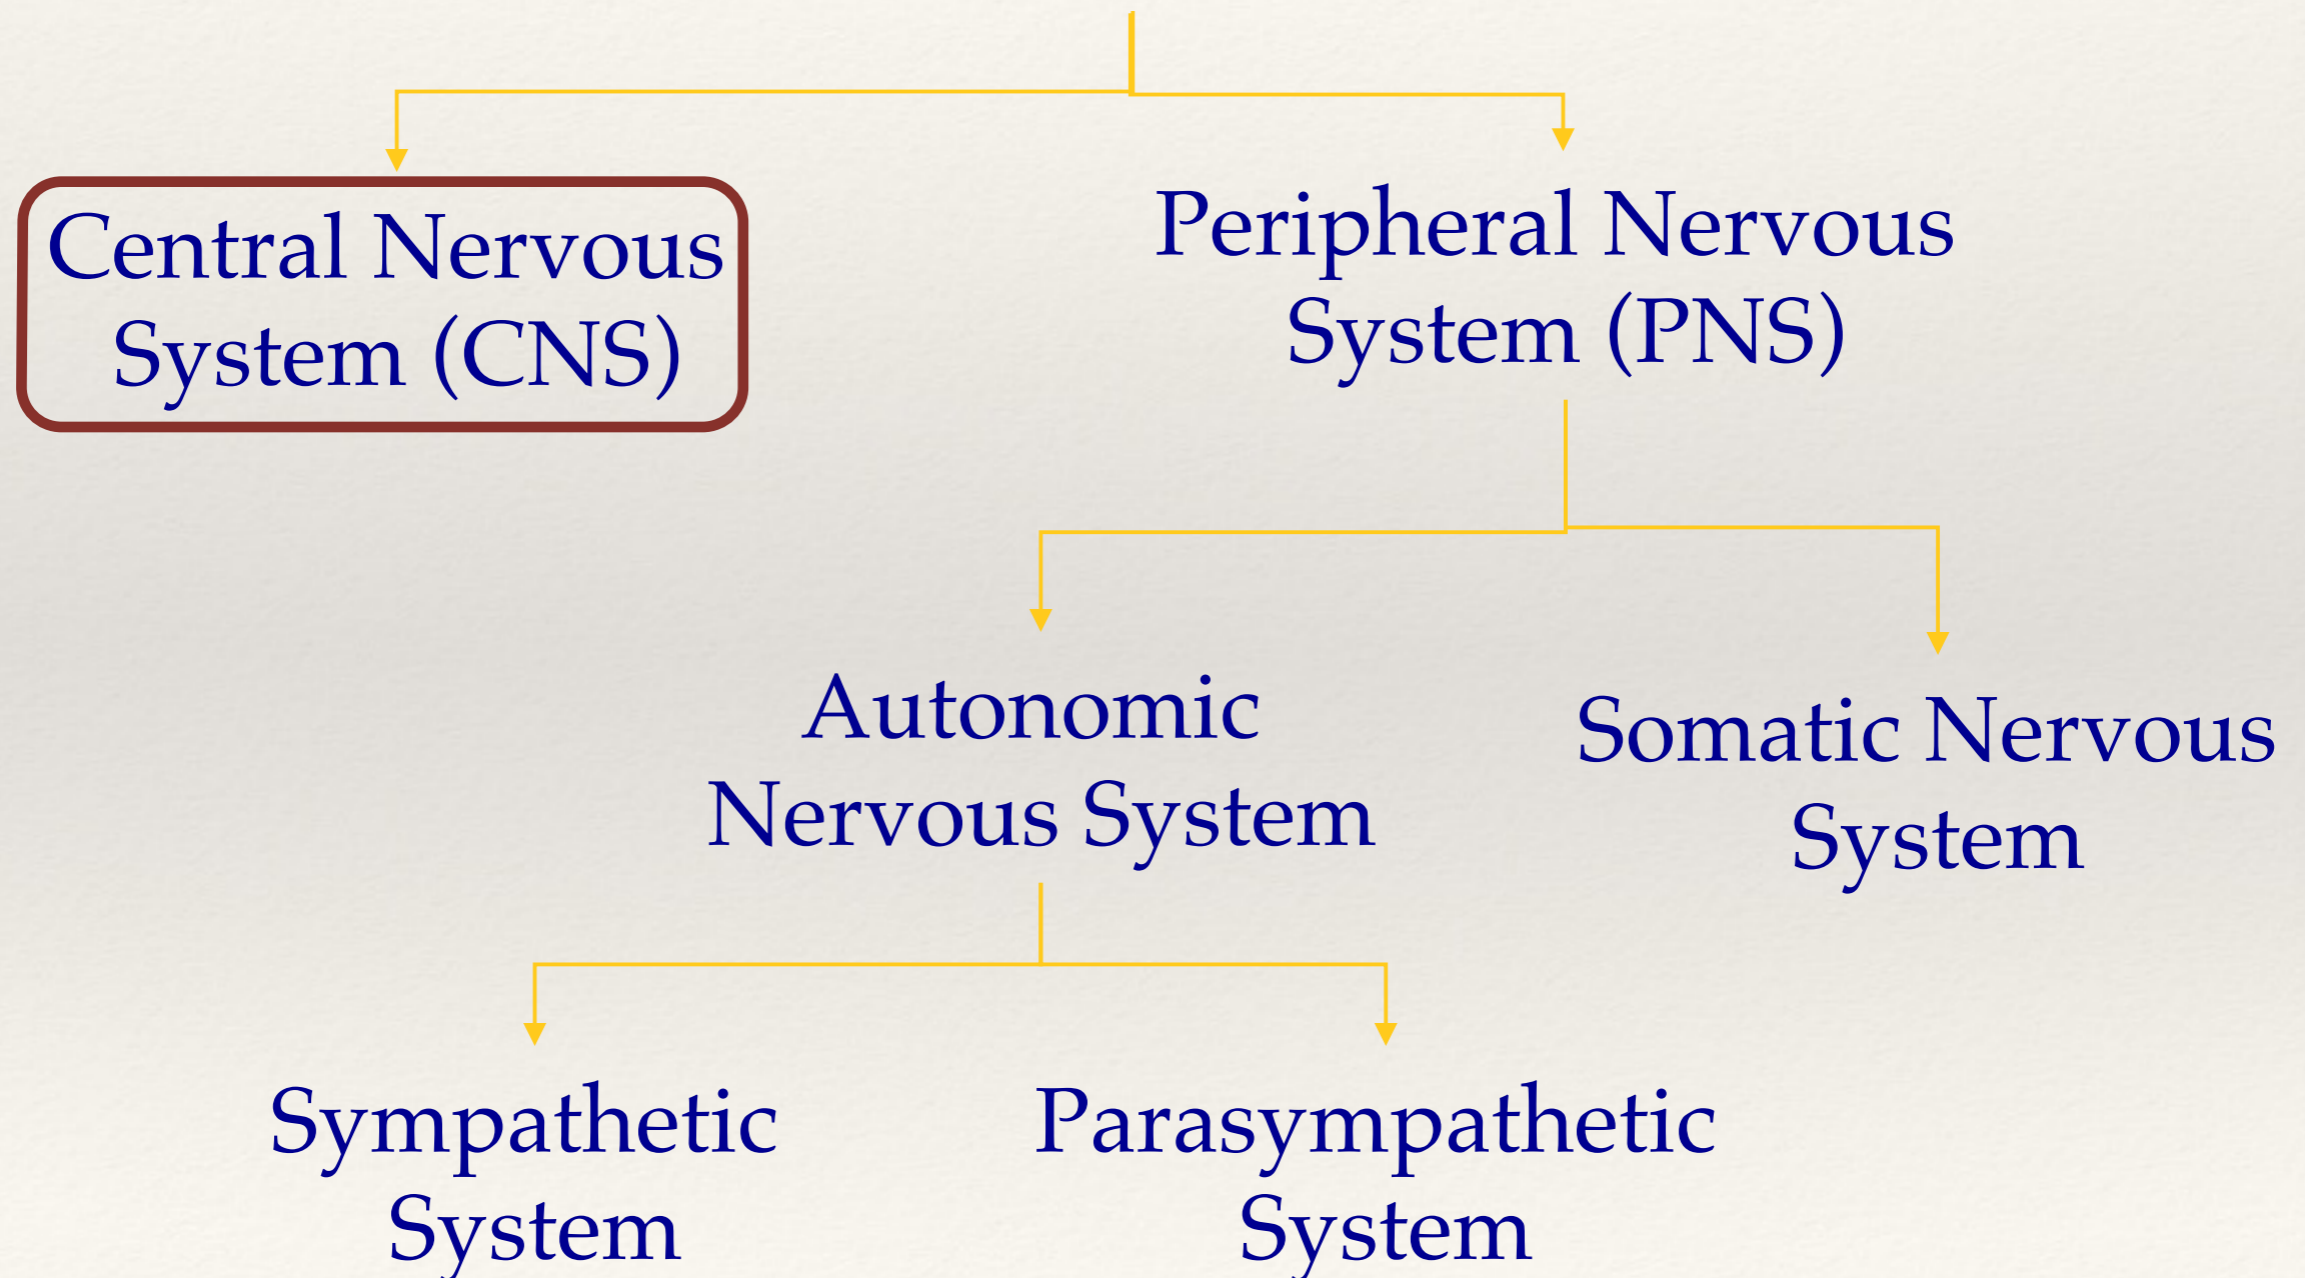 Central Nervous
System (CNS)
Peripheral Nervous
System (PNS)
Autonomic
Nervous System
Somatic Nervous
System
Sympathetic
System
Parasympathetic
System